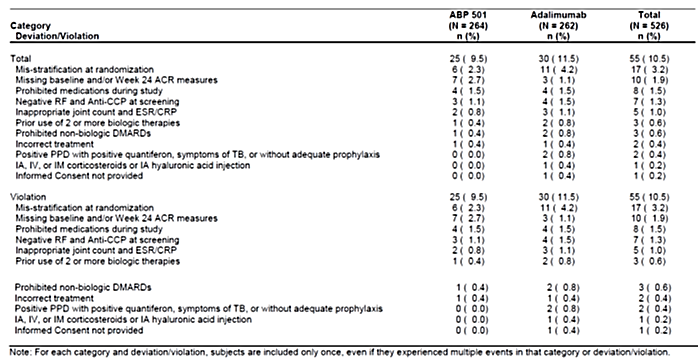 ABP 501 Adalimumab Total
Category (N = 264) (N = 262) (N = 526)
Deviation/Violation n (%) n (%) n (%)
Total 25 ( 9.5) 30 ( 11.5) 55 ( 10.5)
Mis-stratification at randomization 6 ( 2.3) 11 ( 4.2) 17 ( 3.2)
Missing baseline and/or Week 24 ACR measures 7 ( 2.7) 3 ( 1.1) 10 ( 1.9)
Prohibited medications during study 4 ( 1.5) 4 ( 1.5) 8 ( 1.5)
Negative RF and Anti-CCP at screening 3 ( 1.1) 4 ( 1.5) 7 ( 1.3)
Inappropriate joint count and ESR/CRP 2 ( 0.8) 3 ( 1.1) 5 ( 1.0)
Prior use of 2 or more biologic therapies 1 ( 0.4) 2 ( 0.8) 3 ( 0.6)
Prohibited non-biologic DMARDs 1 ( 0.4) 2 ( 0.8) 3 ( 0.6)
Incorrect treatment 1 ( 0.4) 1 ( 0.4) 2 ( 0.4)
Positive PPD with positive quantiferon, symptoms of TB, or without adequate prophylaxis 0 ( 0.0) 2 ( 0.8) 2 ( 0.4)
IA, IV, or IM corticosteroids or IA hyaluronic acid injection 0 ( 0.0) 1 ( 0.4) 1 ( 0.2)
Informed Consent not provided 0 ( 0.0) 1 ( 0.4) 1 ( 0.2)
Violation 25 ( 9.5) 30 ( 11.5) 55 ( 10.5)
Mis-stratification at randomization 6 ( 2.3) 11 ( 4.2) 17 ( 3.2)
Missing baseline and/or Week 24 ACR measures 7 ( 2.7) 3 ( 1.1) 10 ( 1.9)
Prohibited medications during study 4 ( 1.5) 4 ( 1.5) 8 ( 1.5)
Negative RF and Anti-CCP at screening 3 ( 1.1) 4 ( 1.5) 7 ( 1.3)
Inappropriate joint count and ESR/CRP 2 ( 0.8) 3 ( 1.1) 5 ( 1.0)
Prior use of 2 or more biologic therapies 1 ( 0.4) 2 ( 0.8) 3 ( 0.6)
Prohibited non-biologic DMARDs 1 ( 0.4) 2 ( 0.8) 3 ( 0.6)
Incorrect treatment 1 ( 0.4) 1 ( 0.4) 2 ( 0.4)
Positive PPD with positive quantiferon, symptoms of TB, or without adequate prophylaxis 0 ( 0.0) 2 ( 0.8) 2 ( 0.4)
IA, IV, or IM corticosteroids or IA hyaluronic acid injection 0 ( 0.0) 1 ( 0.4) 1 ( 0.2)
Informed Consent not provided 0 ( 0.0) 1 ( 0.4) 1 ( 0.2)
Note: For each category and deviation/violation, subjects are included only once, even if they experienced multiple events in that category or deviation/violation.